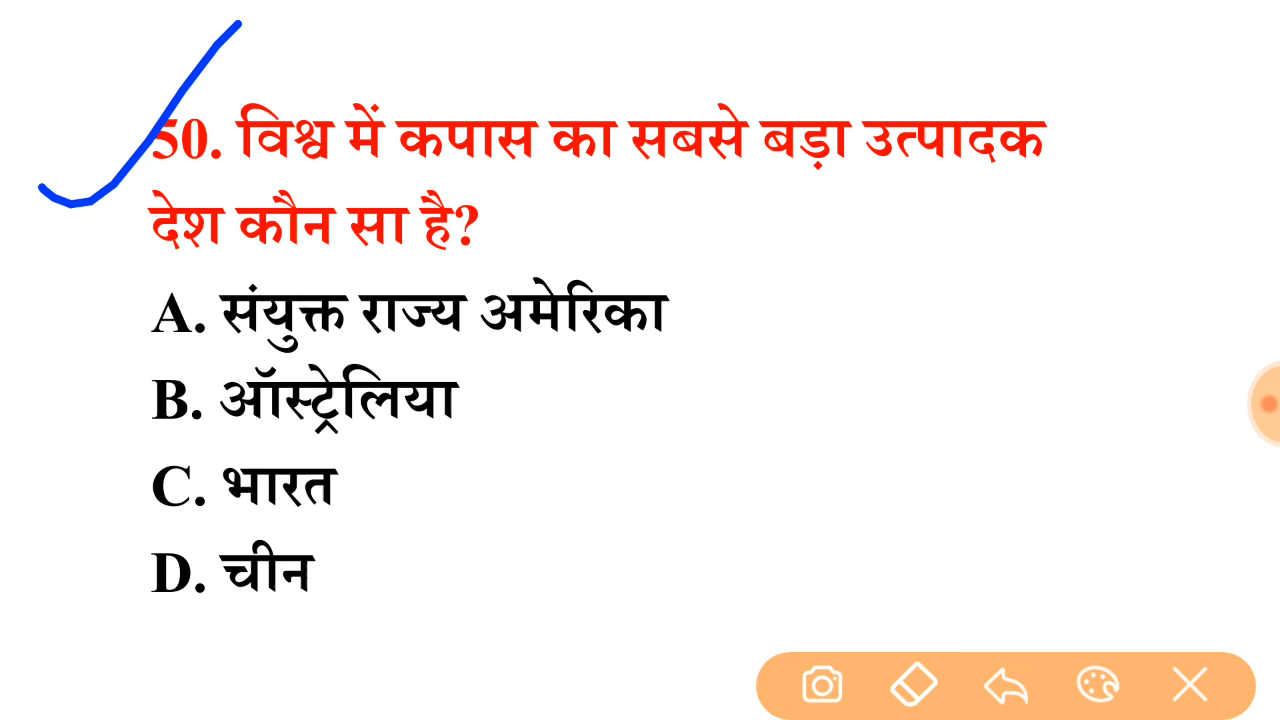 50. विश्व में कपास का सबसे बड़ा उत्पादक
देश कौन सा है?
A. संयुक्त राज्य अमेरिका
B. ऑस्ट्रेलिया
C. भारत
D. चीन